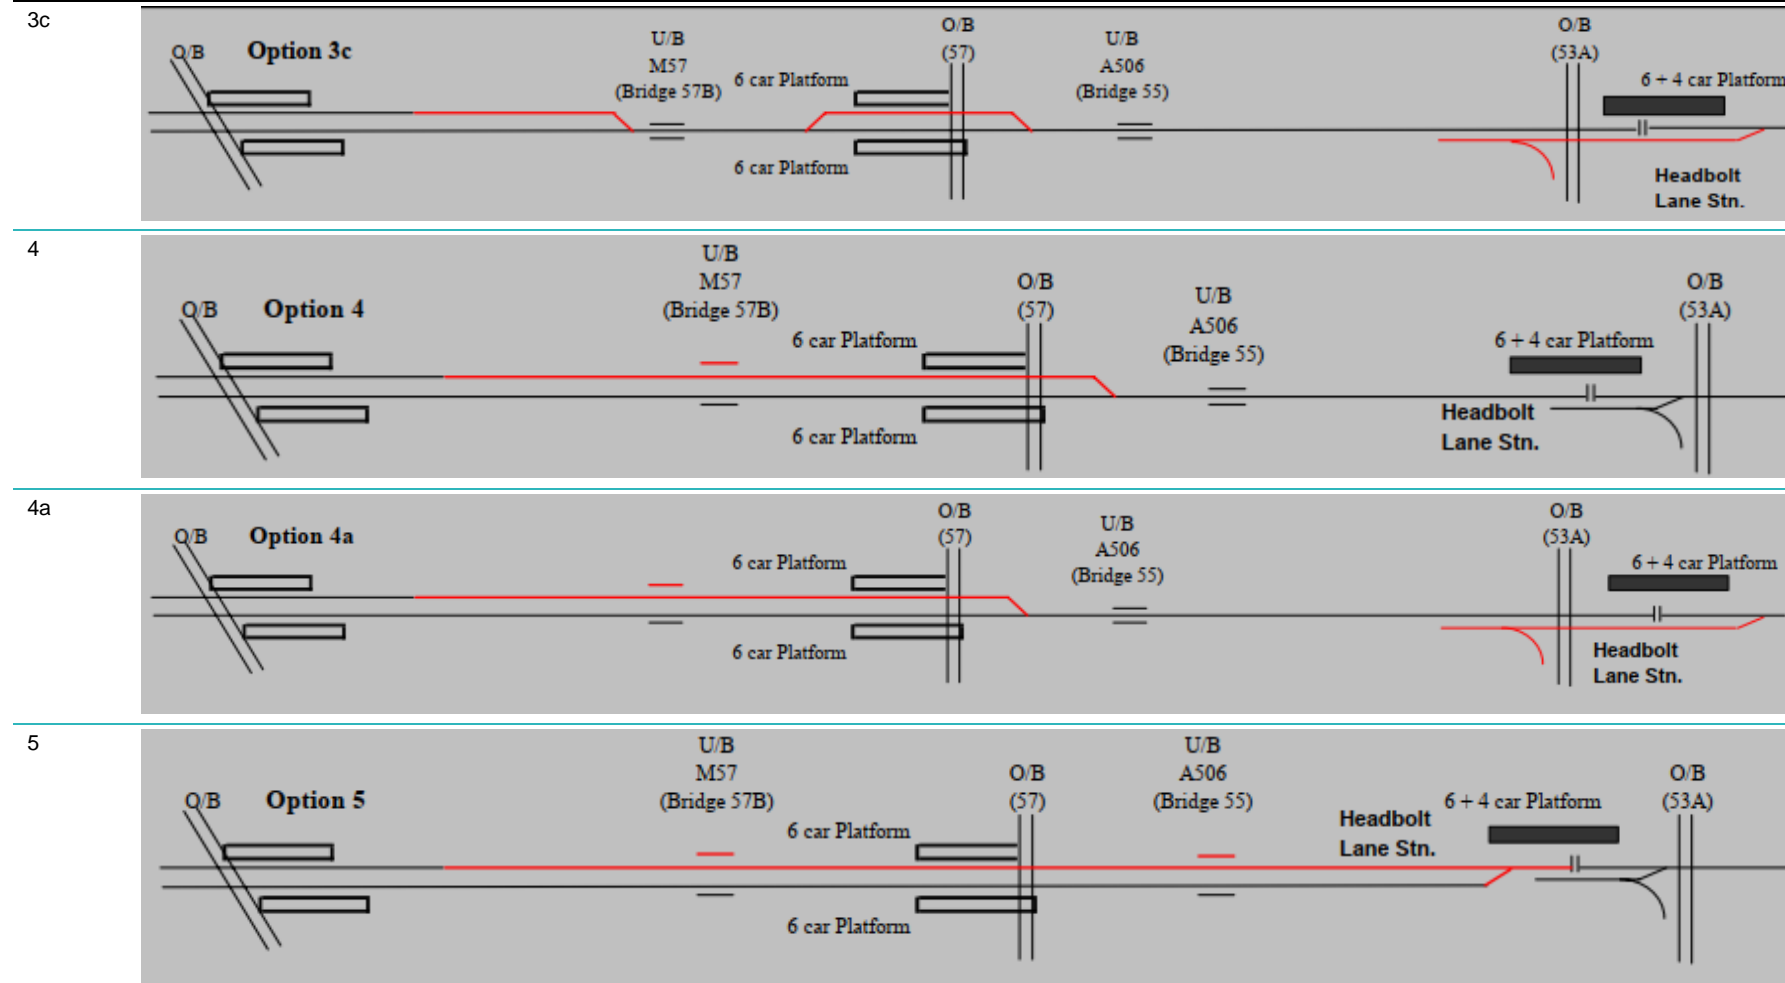 3c
Option 3c
O/B
U/B
M57
(Bridge 57B)
6 car Platform
6 car Platform
O/B
(57)
U/B
A506
(Bridge 55)
O/B
(53A)
6 + 4 car Platform
Headbolt
Lane Stn.
4
Option 4
O/B
U/B
M57
(Bridge 57B)
6 car Platform
6 car Platform
O/B
(57)
U/B
A506
(Bridge 55)
6 + 4 car Platform
Headbolt
Lane Stn.
O/B
(53A)
4a
Option 4a
O/B
6 car Platform
6 car Platform
O/B
(57)
U/B
A506
(Bridge 55)
O/B
(53A)
6 + 4 car Platform
Headbolt
Lane Stn.
5
Option 5
O/B
U/B
M57
(Bridge 57B)
6 car Platform
6 car Platform
O/B
(57)
U/B
A506
(Bridge 55)
Headbolt
Lane Stn.
6 + 4 car Platform
O/B
(53A)